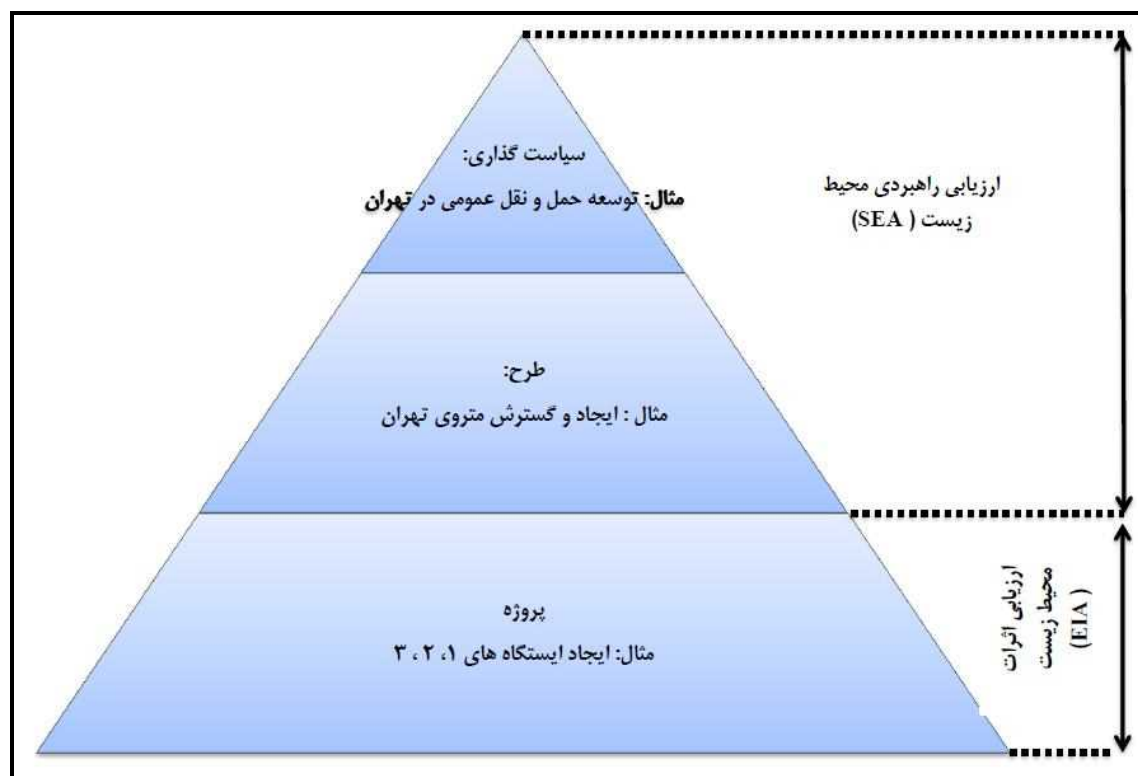 سیاست گذاری:
مثال: توسعه حمل و نقل عمومی در تهران
طرح:
مثال : ایجاد و گسترش متروی تهران
پروژه
مثال: ایجاد ایستگاه های ۱، ۲ ، ۳
ارزیابی راهبردی محیط
زیست ( SEA)
ارزیابی اثرات
محیط زیست
( EIA)